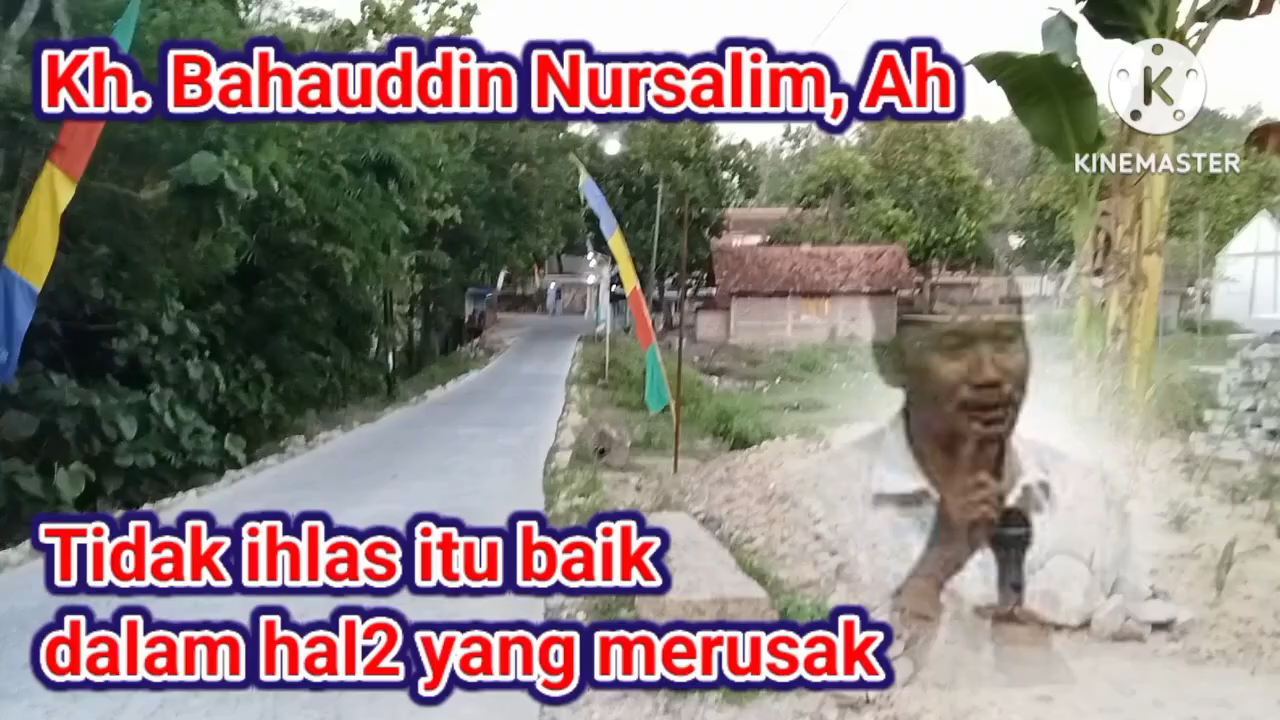 Kh. Bahauddin Nursalim, Ah
K
KINEMASTER
Tidak ihlas itu baik
dalam hal2 yang merusak